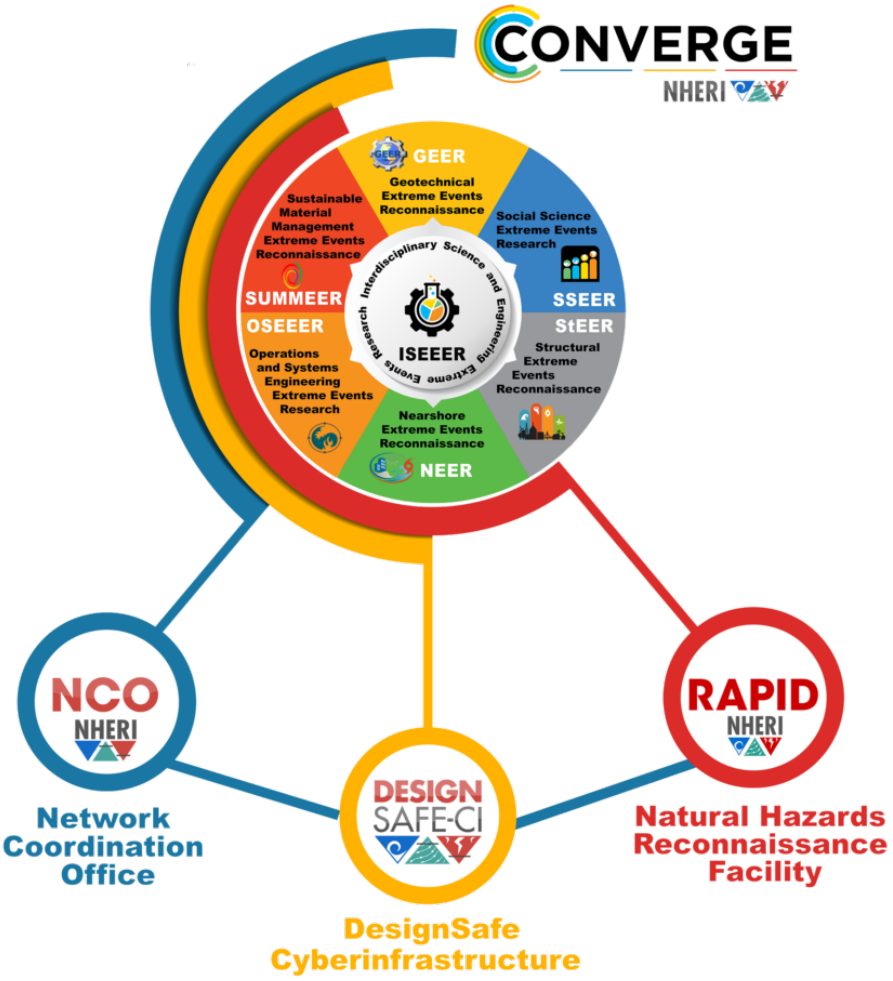 CONVERGE
NHERI
GEER
GEER
Geotechnical
Extreme Events
Reconnaissance
Sustainable
Material
Management
Extreme Events
Reconnaissance
SUMMEER
Social Science
Extreme Events
Research
SSEER
Interdisciplinary Science and Engineering Extreme Events Research
ISEEER
OSEEER
Operations
and Systems
Engineering
Extreme Events
Research
StEER
Structural
Extreme
Events
Reconnaissance
Nearshore
Extreme Events
Reconnaissance
NEER
NCO
NHERI
Network
Coordination
Office
DESIGN
SAFE-CI
DesignSafe
Cyberinfrastructure
RAPID
NHERI
Natural Hazards
Reconnaissance
Facility